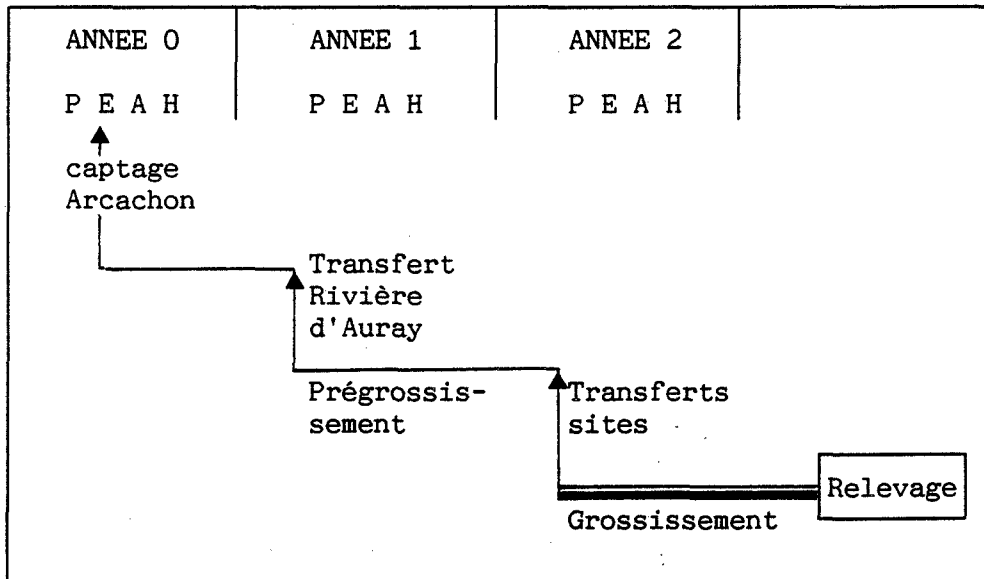 ANNEE 0 ANNEE 1 ANNEE 2
P E A H P E A H P E A H
captage
Arcachon
Transfert
Rivière
d'Auray
Prégrossis-
sement
Transferts
sites
Relevage
Grossissement